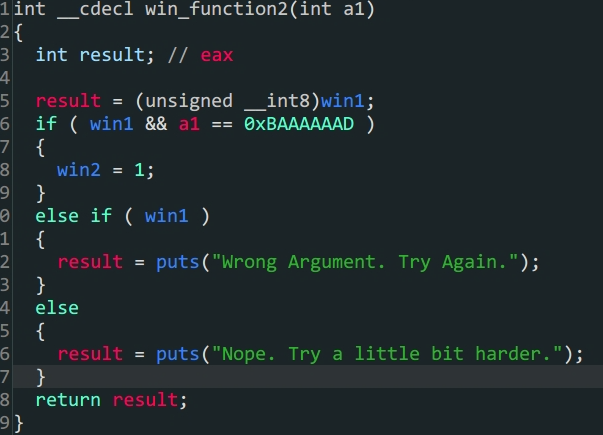 1 int __cdecl win_function2(int a1)
2 {
3   int result; // eax
4
5   result = (unsigned __int8)win1;
6   if ( win1 && a1 == 0xBAAAAAAD )
7   {
8     win2 = 1;
9   }
0   else if ( win1 )
1   {
2     result = puts("Wrong Argument. Try Again.");
3   }
4   else
5   {
6     result = puts("Nope. Try a little bit harder.");
7   }
8   return result;
9 }